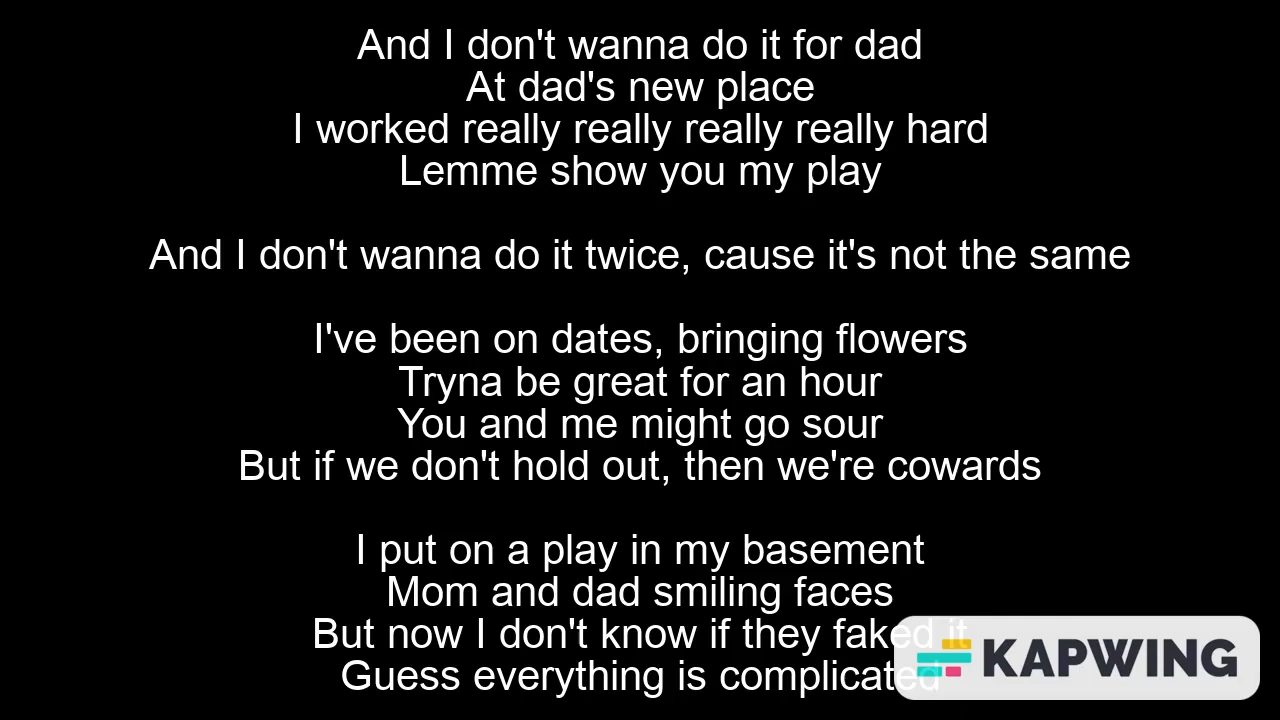 And I don't wanna do it for dad
At dad's new place
I worked really really really really hard
Lemme show you my play
And I don't wanna do it twice, cause it's not the same
I've been on dates, bringing flowers
Tryna be great for an hour
You and me might go sour
But if we don't hold out, then we're cowards
I put on a play in my basement
Mom and dad smiling faces
But now I don't know if they faked it
Guess everything is complicated
KAPWING